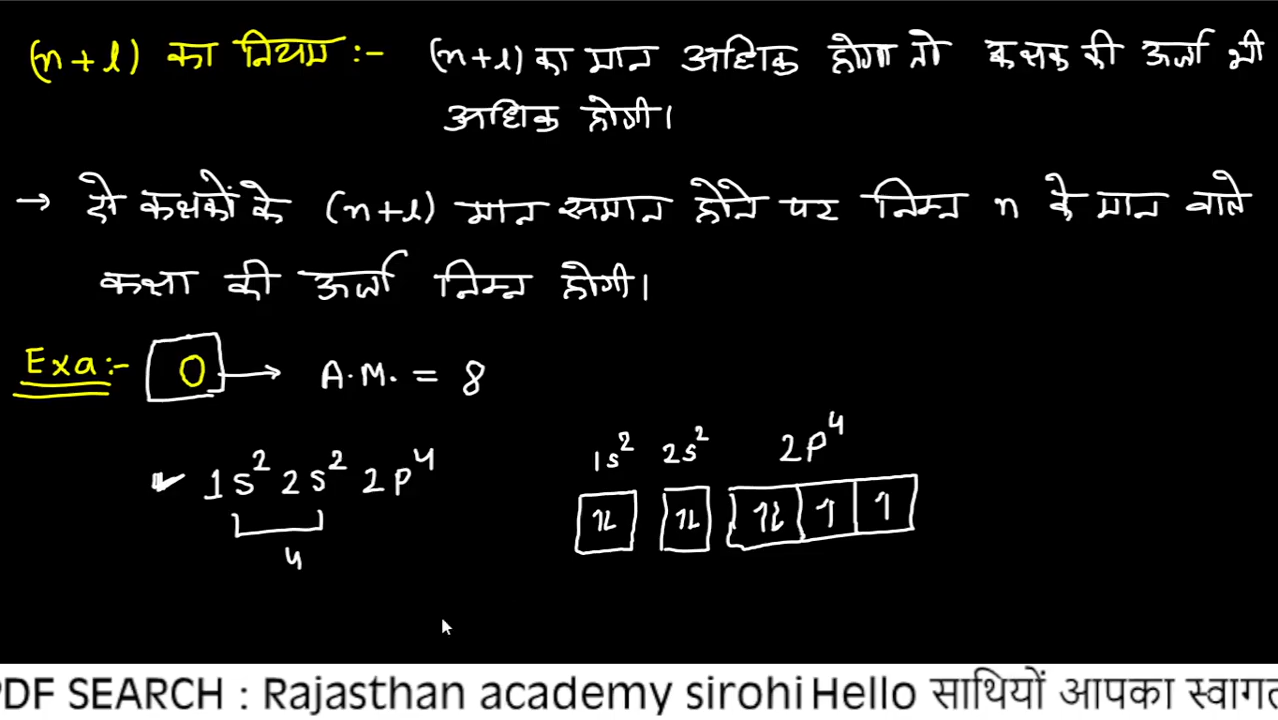 (n+l) का नियम :- (n+l) का मान अधिक होगा तो कक्षक की ऊर्जा भी
अधिक होगी।
→ दो कक्षकों के (n+l) मान समान होने पर निम्न n के मान वाले
कक्षा की ऊर्जा निम्न होगी।
Exa:- O → A.M. = 8
1s² 2s² 2p⁴
4
1s² 2s² 2p⁴
⇅ ⇅ ⇅ ↿ ↿
PDF SEARCH : Rajasthan academy sirohi Hello साथियों आपका स्वागत